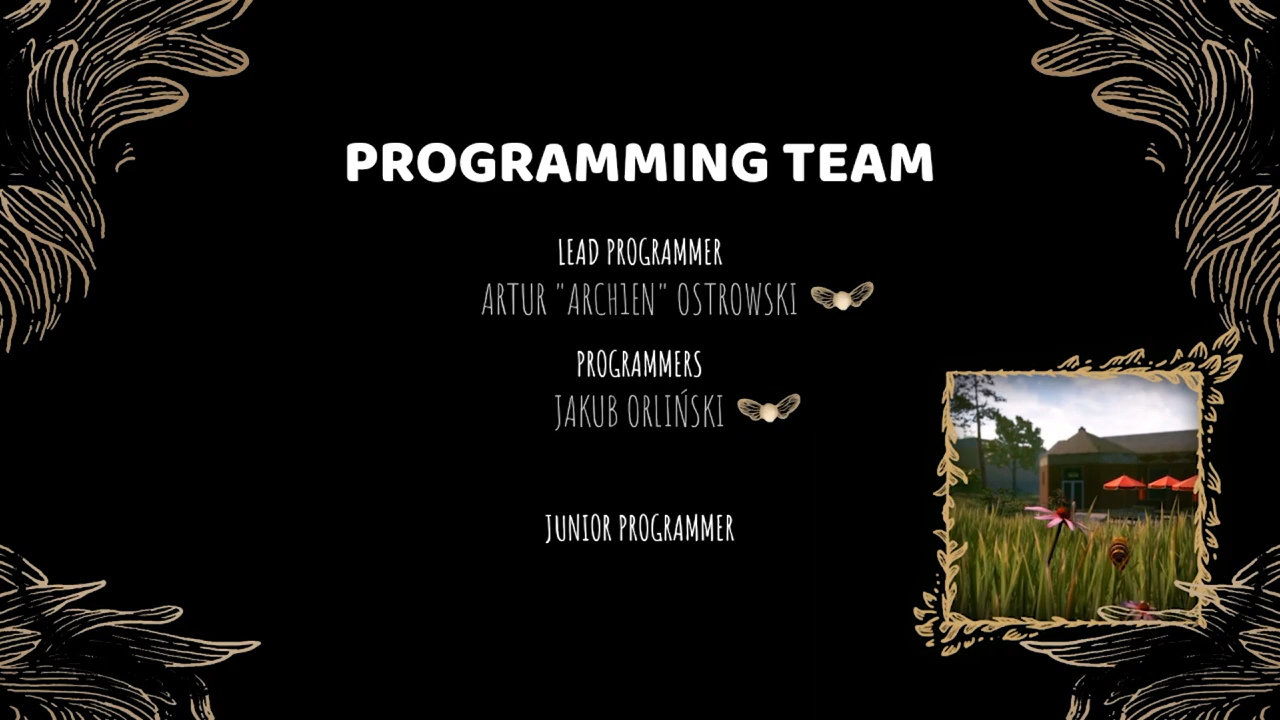 PROGRAMMING TEAM
LEAD PROGRAMMER
ARTUR "ARCH1EN" OSTROWSKI
PROGRAMMERS
JAKUB ORLIŃSKI
JUNIOR PROGRAMMER